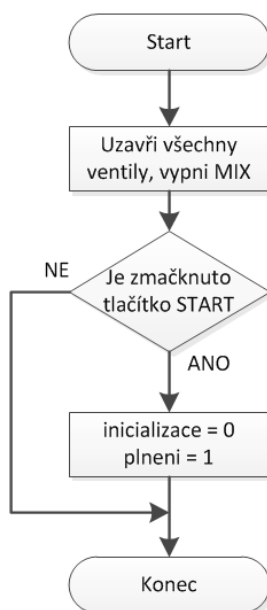 Start
Uzavři všechny
ventily, vypni MIX
NE
Je zmačknuto
tlačítko START
ANO
inicializace = 0
plneni = 1
Konec